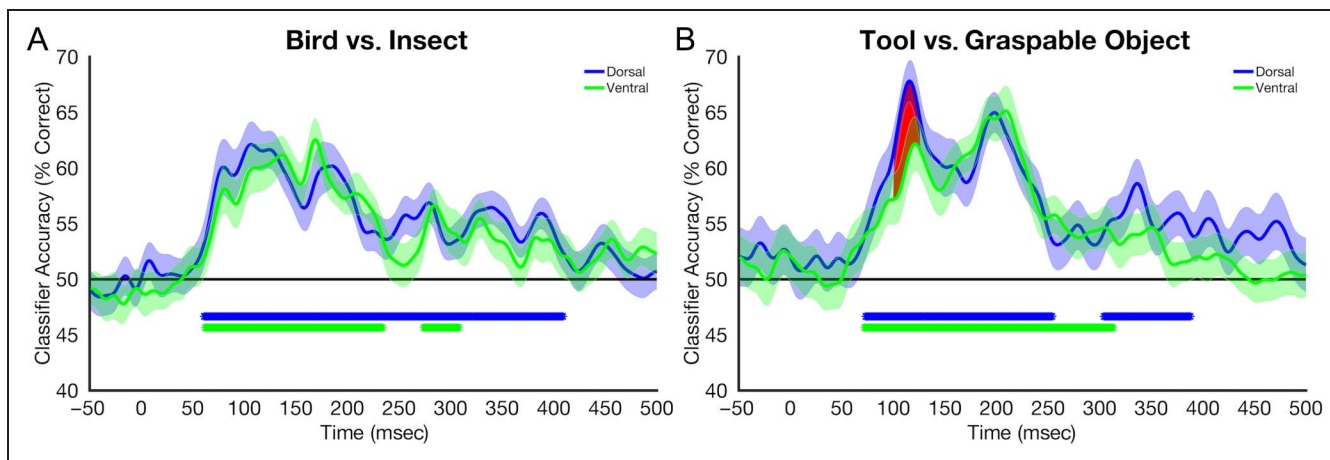 A
Bird vs. Insect
Classifier Accuracy (% Correct)
70
65
60
55
50
45
40
Dorsal
Ventral
−50 0 50 100 150 200 250 300 350 400 450 500
Time (msec)
B
Tool vs. Graspable Object
Classifier Accuracy (% Correct)
70
65
60
55
50
45
40
Dorsal
Ventral
−50 0 50 100 150 200 250 300 350 400 450 500
Time (msec)